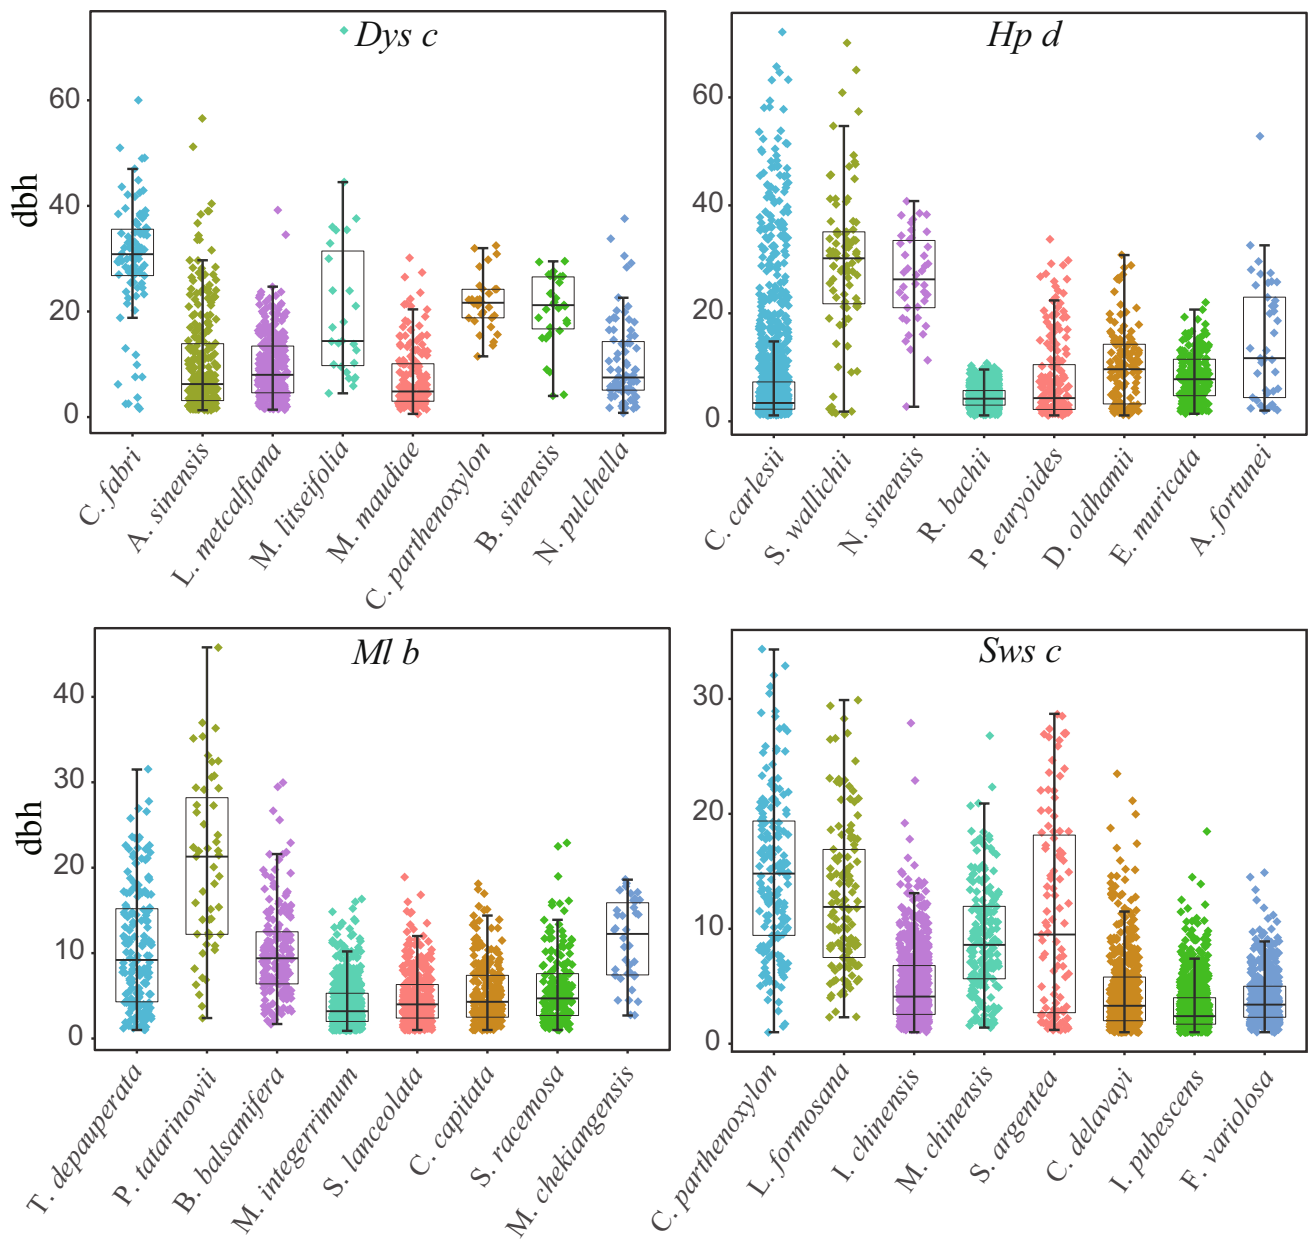 Dys c
Hp d
60
40
20
0
dbh
60
40
20
0
C. fabri
A. sinensis
L. metcalfiana
M. litseifolia
M. maudiae
C. parthenoxylon
B. sinensis
N. pulchella
C. carlesii
S. wallichii
N. sinensis
R. bachii
P. euryoides
D. oldhamii
E. muricata
A. fortunei
Ml b
Sws c
40
30
20
10
0
dbh
30
20
10
0
T. depauperata
P. tatarinowii
B. balsamifera
M. integerrimum
S. lanceolata
C. capitata
S. racemosa
M. chekiangensis
C. parthenoxylon
L. formosana
I. chinensis
M. chinensis
S. argentea
C. delavayi
I. pubescens
F. variolosa